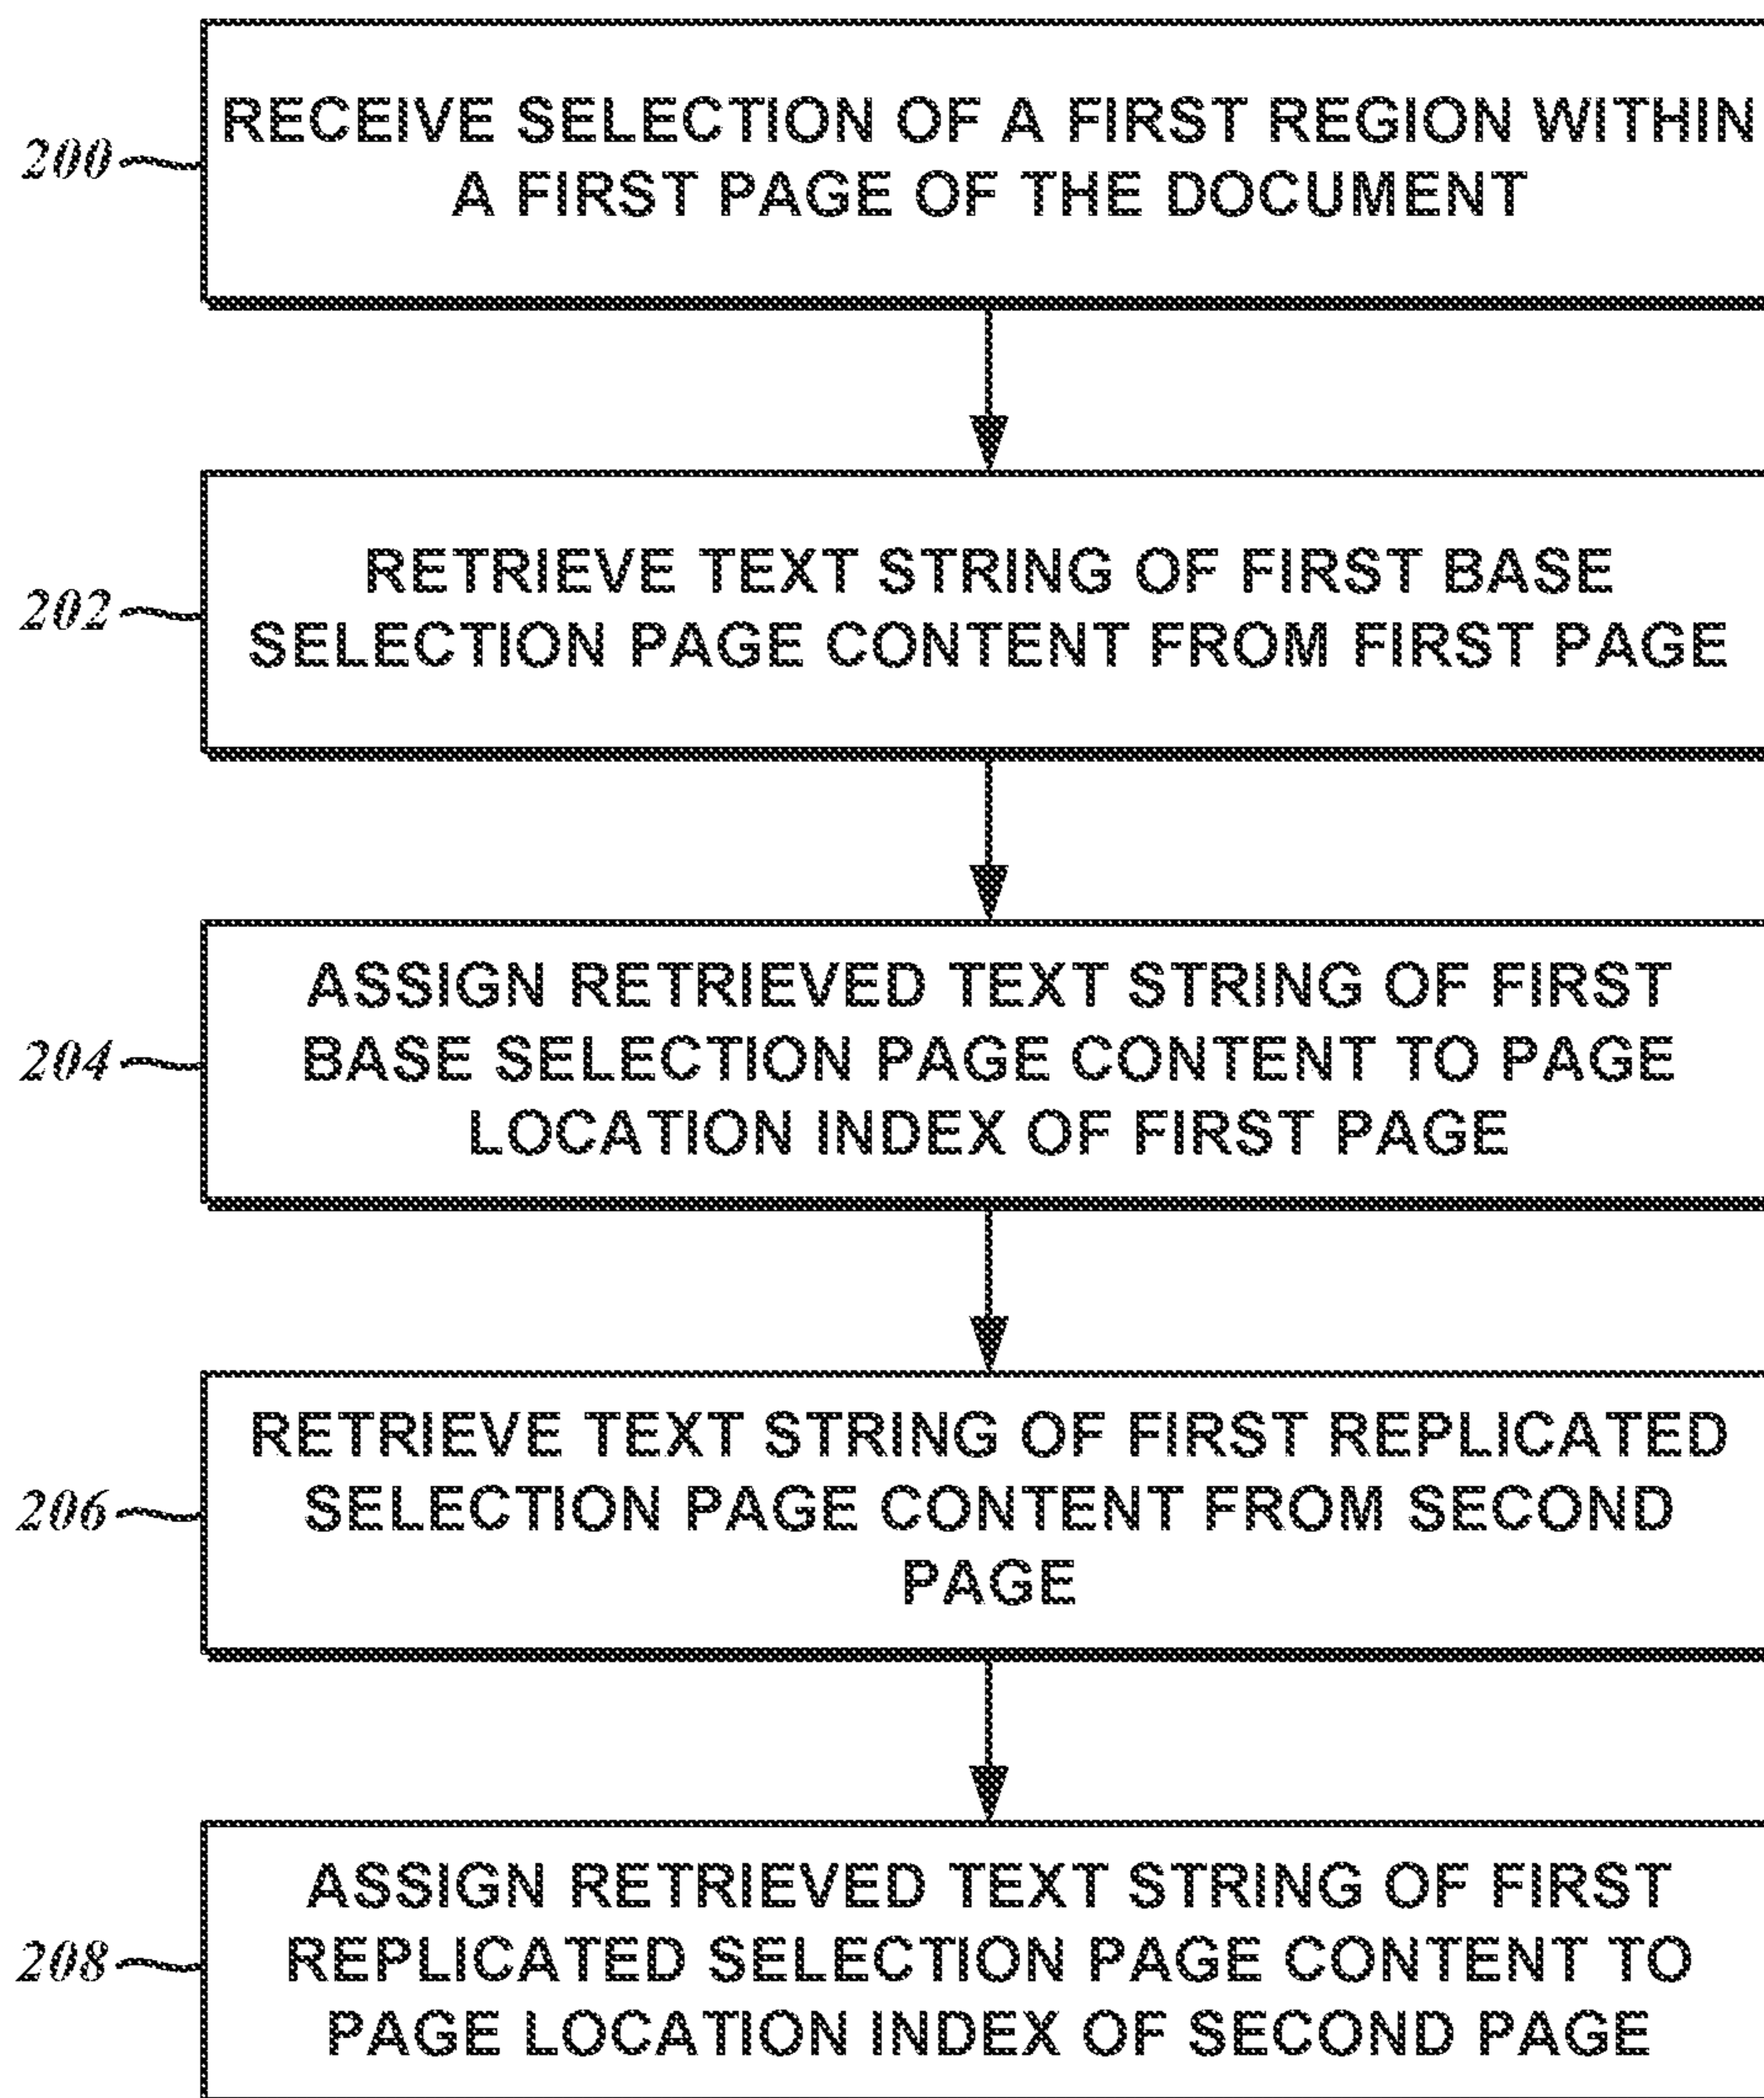 200
RECEIVE SELECTION OF A FIRST REGION WITHIN
A FIRST PAGE OF THE DOCUMENT
202
RETRIEVE TEXT STRING OF FIRST BASE
SELECTION PAGE CONTENT FROM FIRST PAGE
204
ASSIGN RETRIEVED TEXT STRING OF FIRST
BASE SELECTION PAGE CONTENT TO PAGE
LOCATION INDEX OF FIRST PAGE
206
RETRIEVE TEXT STRING OF FIRST REPLICATED
SELECTION PAGE CONTENT FROM SECOND
PAGE
208
ASSIGN RETRIEVED TEXT STRING OF FIRST
REPLICATED SELECTION PAGE CONTENT TO
PAGE LOCATION INDEX OF SECOND PAGE